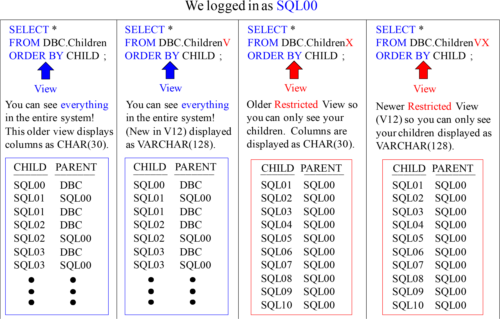 We logged in as SQL00
SELECT *
FROM DBC.Children
ORDER BY CHILD ;
View
You can see everything
in the entire system!
This older view displays
columns as CHAR(30).
CHILD PARENT
SQL00 DBC
SQL01 SQL00
SQL01 DBC
SQL02 DBC
SQL02 SQL00
SQL03 DBC
SQL03 SQL00
SELECT *
FROM DBC.ChildrenV
ORDER BY CHILD ;
View
You can see everything
in the entire system!
(New in V12) displayed
as VARCHAR(128).
CHILD PARENT
SQL00 DBC
SQL01 SQL00
SQL01 DBC
SQL02 DBC
SQL02 SQL00
SQL03 DBC
SQL03 SQL00
SELECT *
FROM DBC.ChildrenX
ORDER BY CHILD ;
View
Older Restricted View so
you can only see your
children. Columns are
displayed as CHAR(30).
CHILD PARENT
SQL01 SQL00
SQL02 SQL00
SQL03 SQL00
SQL04 SQL00
SQL05 SQL00
SQL06 SQL00
SQL07 SQL00
SQL08 SQL00
SQL09 SQL00
SQL10 SQL00
SELECT *
FROM DBC.ChildrenVX
ORDER BY CHILD ;
View
Newer Restricted View
(V12) so you can only see
your children displayed as
VARCHAR(128).
CHILD PARENT
SQL01 SQL00
SQL02 SQL00
SQL03 SQL00
SQL04 SQL00
SQL05 SQL00
SQL06 SQL00
SQL07 SQL00
SQL08 SQL00
SQL09 SQL00
SQL10 SQL00